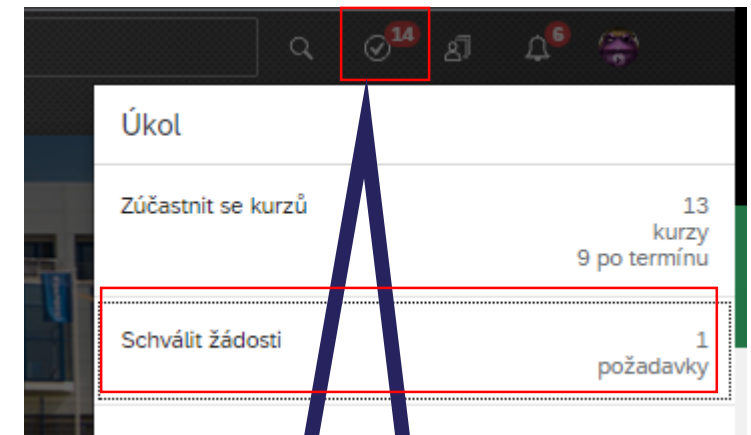 14
6
Úkol
Zúčastnit se kurzů
13
kurzy
9 po termínu
Schválit žádosti
1
požadavky